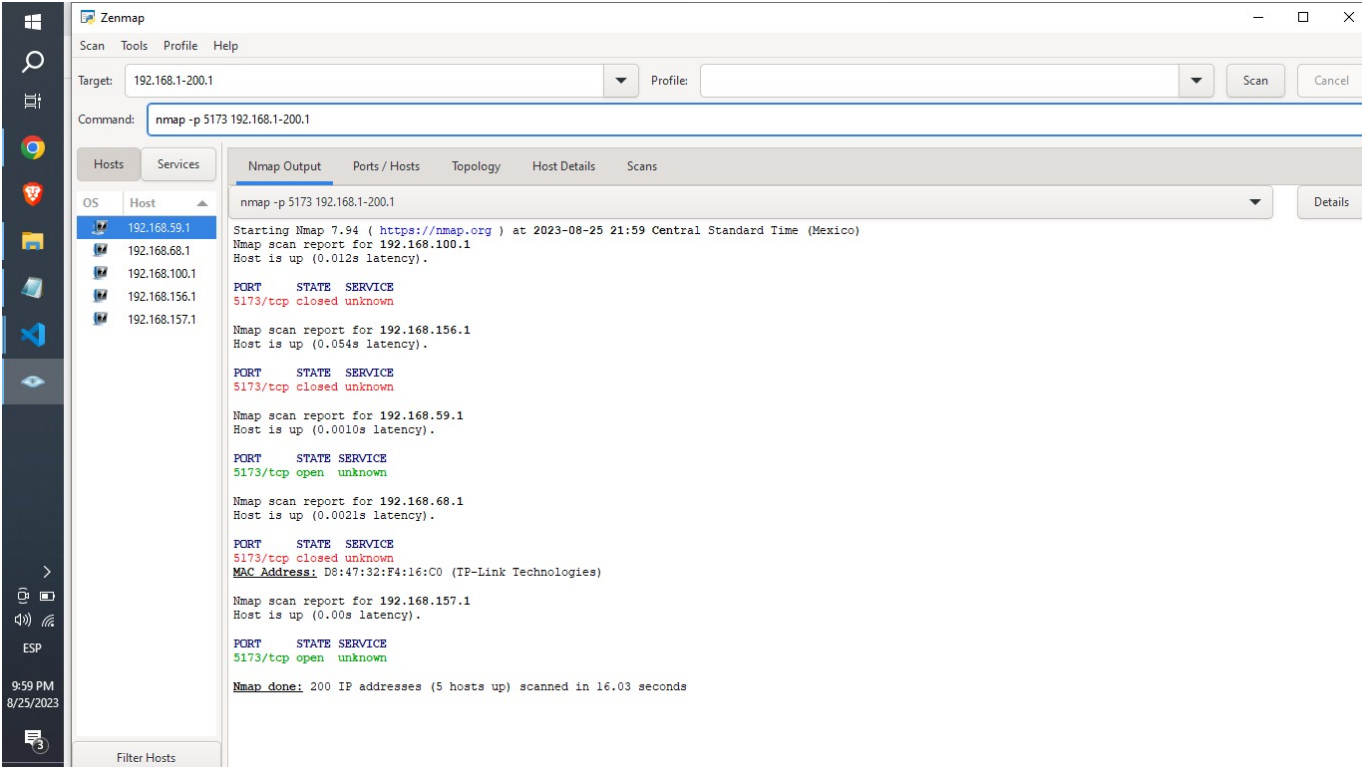 Zenmap
Scan Tools Profile Help
Target: 192.168.1-200.1 Profile: Scan Cancel
Command: nmap -p 5173 192.168.1-200.1
Hosts Services
Nmap Output Ports / Hosts Topology Host Details Scans
OS Host
nmap -p 5173 192.168.1-200.1 Details
192.168.59.1
192.168.68.1
192.168.100.1
192.168.156.1
192.168.157.1
Starting Nmap 7.94 ( https://nmap.org ) at 2023-08-25 21:59 Central Standard Time (Mexico)
Nmap scan report for 192.168.100.1
Host is up (0.012s latency).
PORT STATE SERVICE
5173/tcp closed unknown
Nmap scan report for 192.168.156.1
Host is up (0.054s latency).
PORT STATE SERVICE
5173/tcp closed unknown
Nmap scan report for 192.168.59.1
Host is up (0.0010s latency).
PORT STATE SERVICE
5173/tcp open unknown
Nmap scan report for 192.168.68.1
Host is up (0.0021s latency).
PORT STATE SERVICE
5173/tcp closed unknown
MAC Address: D8:47:32:F4:16:C0 (TP-Link Technologies)
Nmap scan report for 192.168.157.1
Host is up (0.00s latency).
PORT STATE SERVICE
5173/tcp open unknown
Nmap done: 200 IP addresses (5 hosts up) scanned in 16.03 seconds
Filter Hosts
ESP
9:59 PM
8/25/2023
3